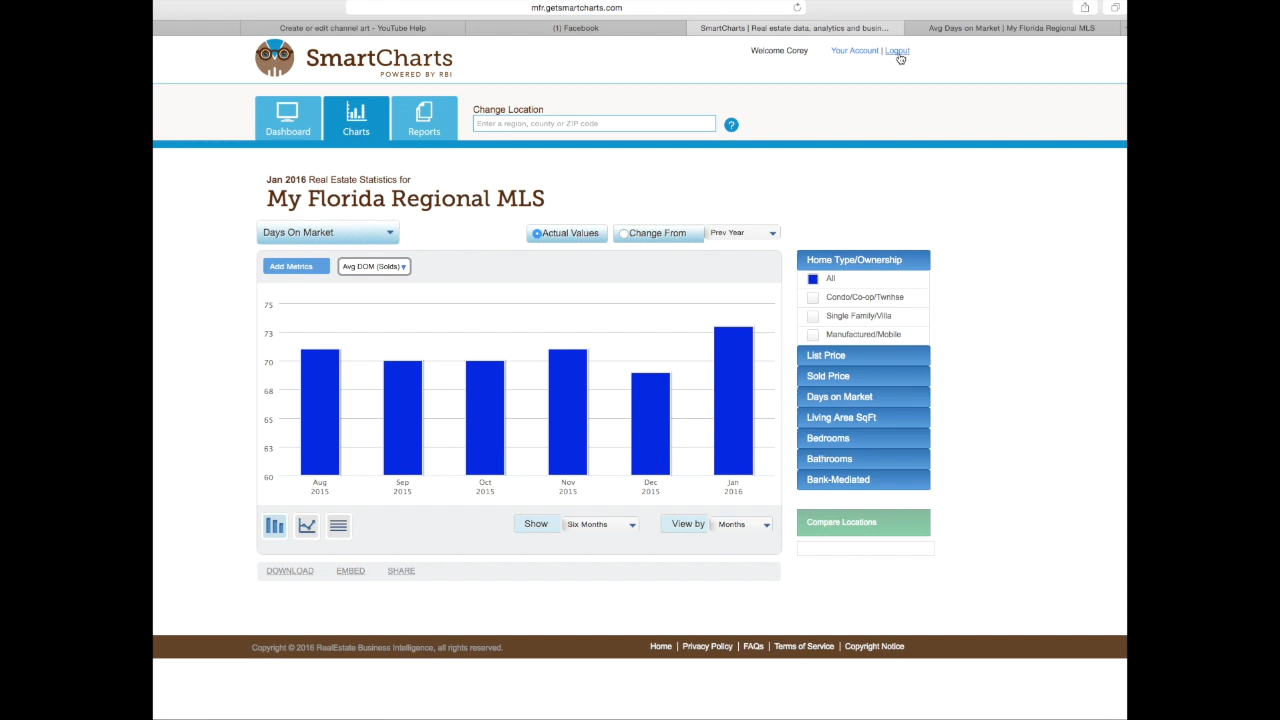 mfr.getsmartcharts.com
Create or edit channel art - YouTube Help
(1) Facebook
SmartCharts | Real estate data, analytics and busin...
Avg Days on Market | My Florida Regional MLS
SmartCharts
POWERED BY RBI
Welcome Corey
Your Account | Logout
Dashboard
Charts
Reports
Change Location
Enter a region, county or ZIP code
?
Jan 2016 Real Estate Statistics for
My Florida Regional MLS
Days On Market
Actual Values
Change From
Prev Year
Add Metrics
Avg DOM (Solds)
75
73
70
68
65
63
60
Aug 2015
Sep 2015
Oct 2015
Nov 2015
Dec 2015
Jan 2016
Show
Six Months
View by
Months
DOWNLOAD
EMBED
SHARE
Home Type/Ownership
All
Condo/Co-op/Twnhse
Single Family/Villa
Manufactured/Mobile
List Price
Sold Price
Days on Market
Living Area SqFt
Bedrooms
Bathrooms
Bank-Mediated
Compare Locations
Copyright © 2016 RealEstate Business Intelligence, all rights reserved.
Home | Privacy Policy | FAQs | Terms of Service | Copyright Notice